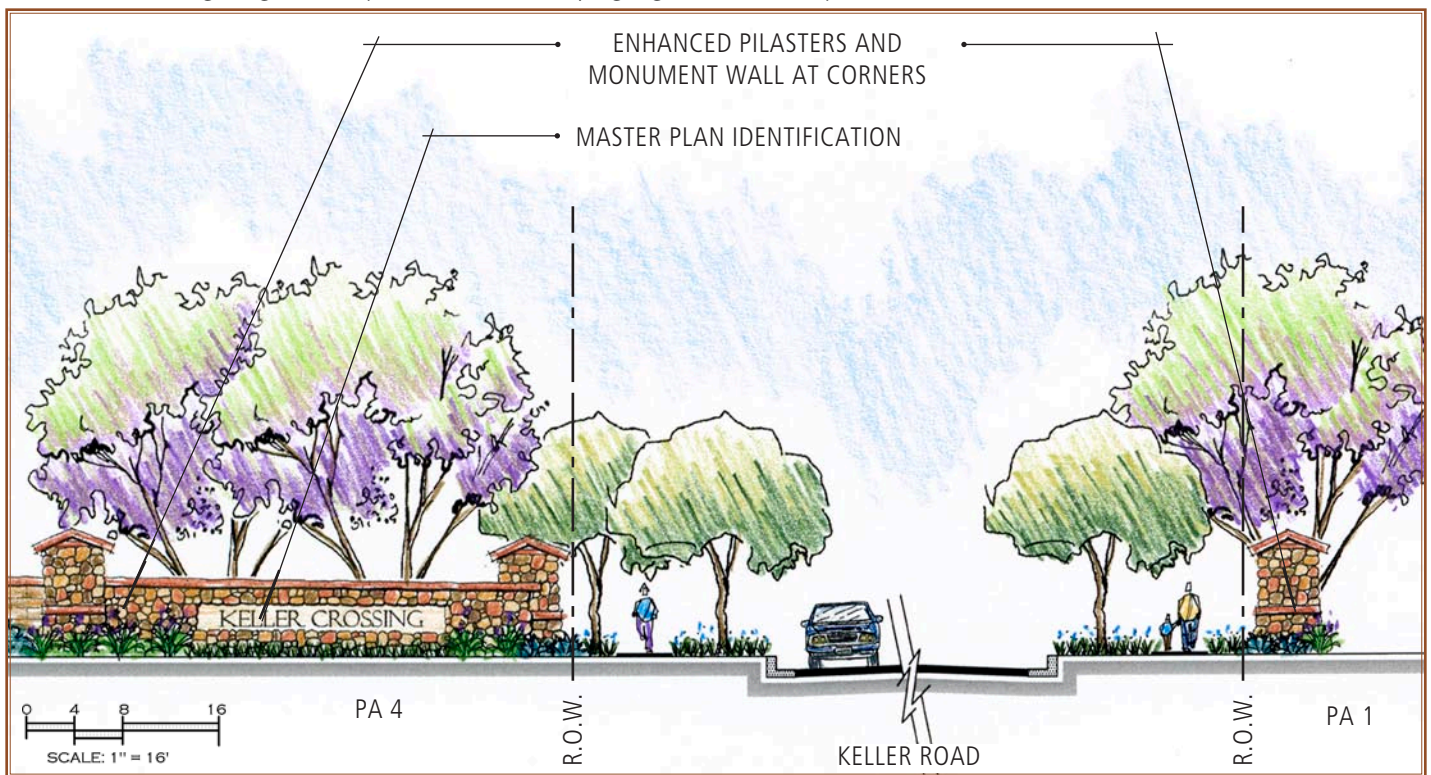 ENHANCED PILASTERS AND
MONUMENT WALL AT CORNERS
MASTER PLAN IDENTIFICATION
KELLER CROSSING
0 4 8 16
SCALE: 1" = 16'
PA 4
R.O.W.
KELLER ROAD
R.O.W.
PA 1